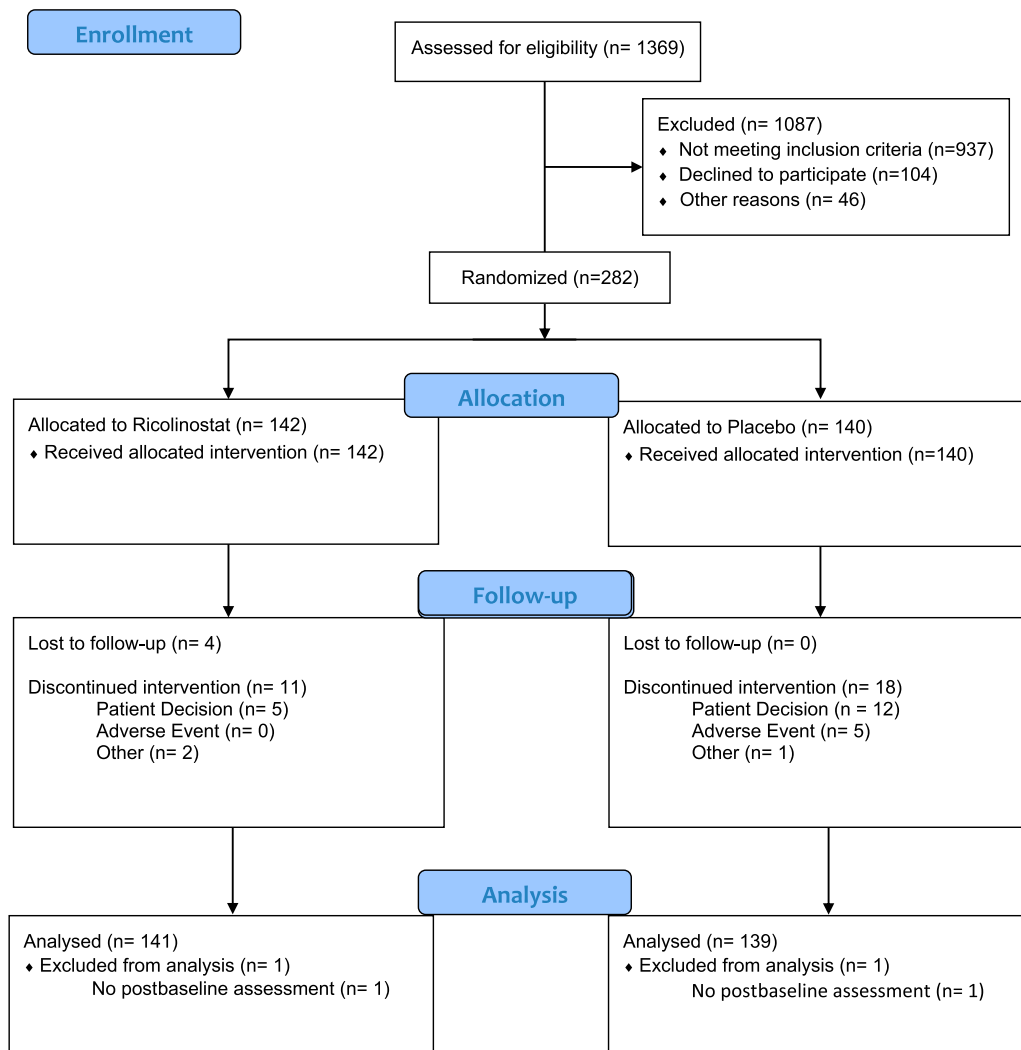 Enrollment
Assessed for eligibility (n= 1369)
Excluded (n= 1087)
♦ Not meeting inclusion criteria (n=937)
♦ Declined to participate (n=104)
♦ Other reasons (n= 46)
Randomized (n=282)
Allocation
Allocated to Ricolinostat (n= 142)
♦ Received allocated intervention (n= 142)
Allocated to Placebo (n= 140)
♦ Received allocated intervention (n=140)
Follow-up
Lost to follow-up (n= 4)
Discontinued intervention (n= 11)
Patient Decision (n= 5)
Adverse Event (n= 0)
Other (n= 2)
Lost to follow-up (n= 0)
Discontinued intervention (n= 18)
Patient Decision (n = 12)
Adverse Event (n= 5)
Other (n= 1)
Analysis
Analysed (n= 141)
♦ Excluded from analysis (n= 1)
No postbaseline assessment (n= 1)
Analysed (n= 139)
♦ Excluded from analysis (n= 1)
No postbaseline assessment (n= 1)